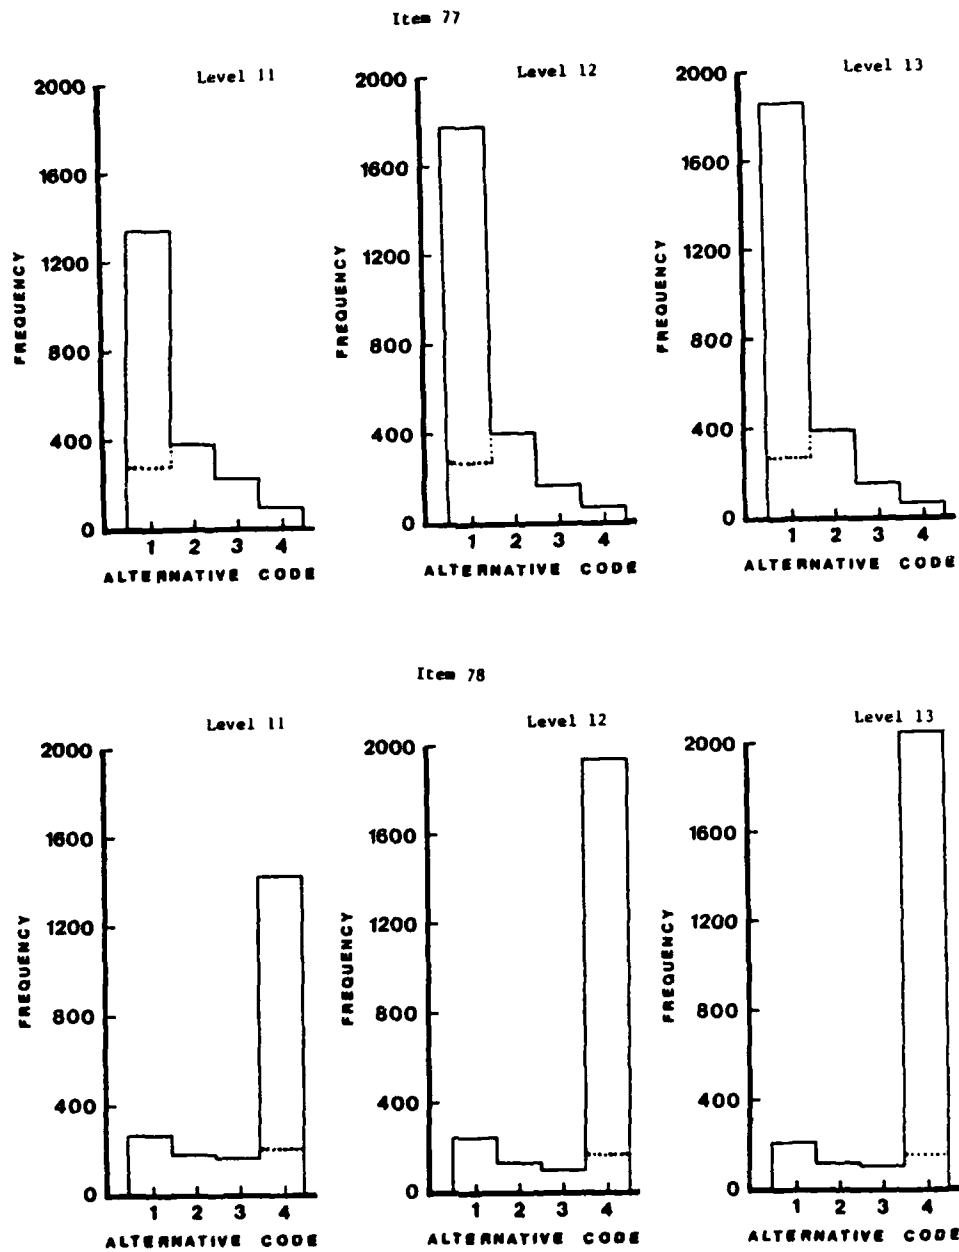 Item 77
Level 11
2000
1600
1200
800
400
0
FREQUENCY
1 2 3 4
ALTERNATIVE CODE
Level 12
2000
1600
1200
800
400
0
FREQUENCY
1 2 3 4
ALTERNATIVE CODE
Level 13
2000
1600
1200
800
400
0
FREQUENCY
1 2 3 4
ALTERNATIVE CODE
Item 78
Level 11
2000
1600
1200
800
400
0
FREQUENCY
1 2 3 4
ALTERNATIVE CODE
Level 12
2000
1600
1200
800
400
0
FREQUENCY
1 2 3 4
ALTERNATIVE CODE
Level 13
2000
1600
1200
800
400
0
FREQUENCY
1 2 3 4
ALTERNATIVE CODE